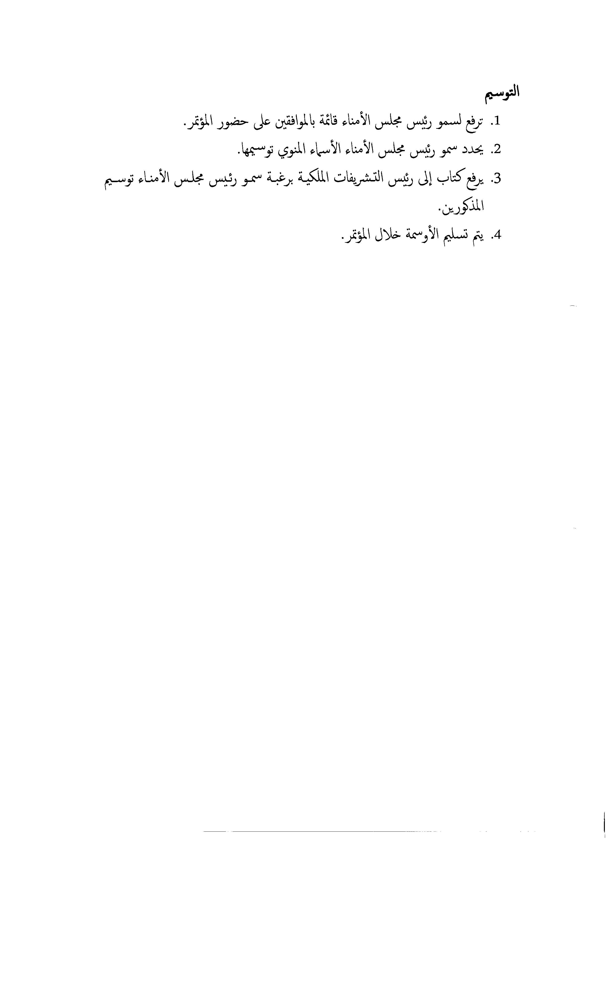 التوسيم
1. ترفع لسمو رئيس مجلس الأمناء قائمة بالموافقين على حضور المؤتمر.
2. يحدد سمو رئيس مجلس الأمناء الأسماء المنوي توسيمها.
3. يرفع كتاب إلى رئيس التشريفات الملكية برغبة سمو رئيس مجلس الأمناء توسيم
المذكورين.
4. يتم تسليم الأوسمة خلال المؤتمر.